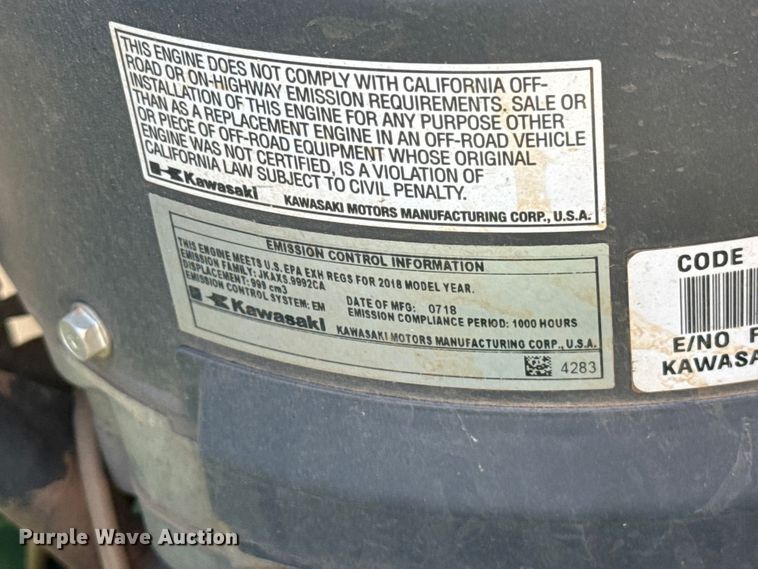 THIS ENGINE DOES NOT COMPLY WITH CALIFORNIA OFF-
ROAD OR ON-HIGHWAY EMISSION REQUIREMENTS. SALE OR
INSTALLATION OF THIS ENGINE FOR ANY PURPOSE OTHER
THAN AS A REPLACEMENT ENGINE IN AN OFF-ROAD VEHICLE
OR PIECE OF OFF-ROAD EQUIPMENT WHOSE ORIGINAL
ENGINE WAS NOT CERTIFIED, IS A VIOLATION OF
CALIFORNIA LAW SUBJECT TO CIVIL PENALTY.
Kawasaki KAWASAKI MOTORS MANUFACTURING CORP., U.S.A.
EMISSION CONTROL INFORMATION
THIS ENGINE MEETS U.S. EPA EXH REGS FOR 2018 MODEL YEAR.
EMISSION FAMILY: JKAXS.9992CA
DISPLACEMENT: 999 cm3 DATE OF MFG: 0718
EMISSION CONTROL SYSTEM: EM EMISSION COMPLIANCE PERIOD: 1000 HOURS
Kawasaki KAWASAKI MOTORS MANUFACTURING CORP., U.S.A.
4283
CODE
E/NO F
KAWASA
Purple Wave Auction